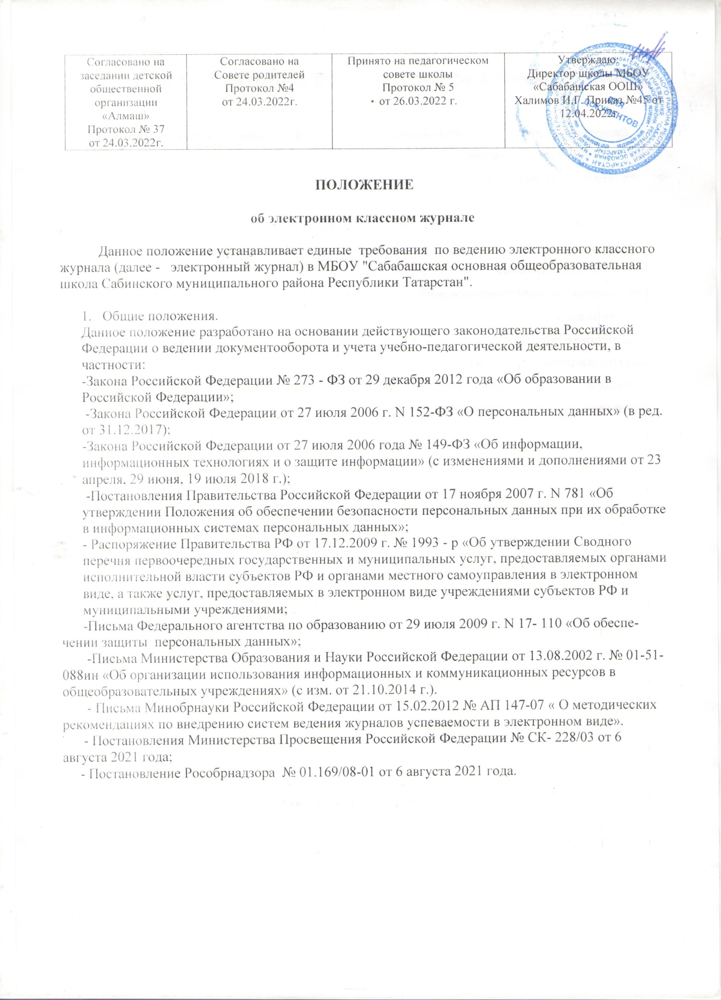 Согласовано на
заседании детской
общественной
организации
«Алмаш»
Протокол № 37
от 24.03.2022г.
Согласовано на
Совете родителей
Протокол №4
от 24.03.2022г.
Принято на педагогическом
совете школы
Протокол № 5
от 26.03.2022 г.
Утверждаю:
Директор школы МБОУ
«Сабабашская ООШ»
Халимов И.Г. Приказ №45 от
12.04.2022г
ДЛЯ
ДОКУМЕНТОВ
ПОЛОЖЕНИЕ
об электронном классном журнале
Данное положение устанавливает единые  требования  по ведению электронного классного
журнала (далее -   электронный журнал) в МБОУ "Сабабашская основная общеобразовательная
школа Сабинского муниципального района Республики Татарстан".
1.   Общие положения.
Данное положение разработано на основании действующего законодательства Российской
Федерации о ведении документооборота и учета учебно-педагогической деятельности, в
частности:
-Закона Российской Федерации № 273 - ФЗ от 29 декабря 2012 года «Об образовании в
Российской Федерации»;
-Закона Российской Федерации от 27 июля 2006 г. N 152-ФЗ «О персональных данных» (в ред.
от 31.12.2017);
-Закона Российской Федерации от 27 июля 2006 года № 149-ФЗ «Об информации,
информационных технологиях и о защите информации» (с изменениями и дополнениями от 23
апреля, 29 июня, 19 июля 2018 г.);
-Постановления Правительства Российской Федерации от 17 ноября 2007 г. N 781 «Об
утверждении Положения об обеспечении безопасности персональных данных при их обработке
в информационных системах персональных данных»;
- Распоряжение Правительства РФ от 17.12.2009 г. № 1993 - р «Об утверждении Сводного
перечня первоочередных государственных и муниципальных услуг, предоставляемых органами
исполнительной власти субъектов РФ и органами местного самоуправления в электронном
виде, а также услуг, предоставляемых в электронном виде учреждениями субъектов РФ и
муниципальными учреждениями;
-Письма Федерального агентства по образованию от 29 июля 2009 г. N 17- 110 «Об обеспе-
чении защиты  персональных данных»;
-Письма Министерства Образования и Науки Российской Федерации от 13.08.2002 г. № 01-51-
088ин «Об организации использования информационных и коммуникационных ресурсов в
общеобразовательных учреждениях» (с изм. от 21.10.2014 г.).
- Письма Минобрнауки Российской Федерации от 15.02.2012 № АП 147-07 « О методических
рекомендациях по внедрению систем ведения журналов успеваемости в электронном виде».
- Постановления Министерства Просвещения Российской Федерации № СК- 228/03 от 6
августа 2021 года;
- Постановление Рособрнадзора  № 01.169/08-01 от 6 августа 2021 года.